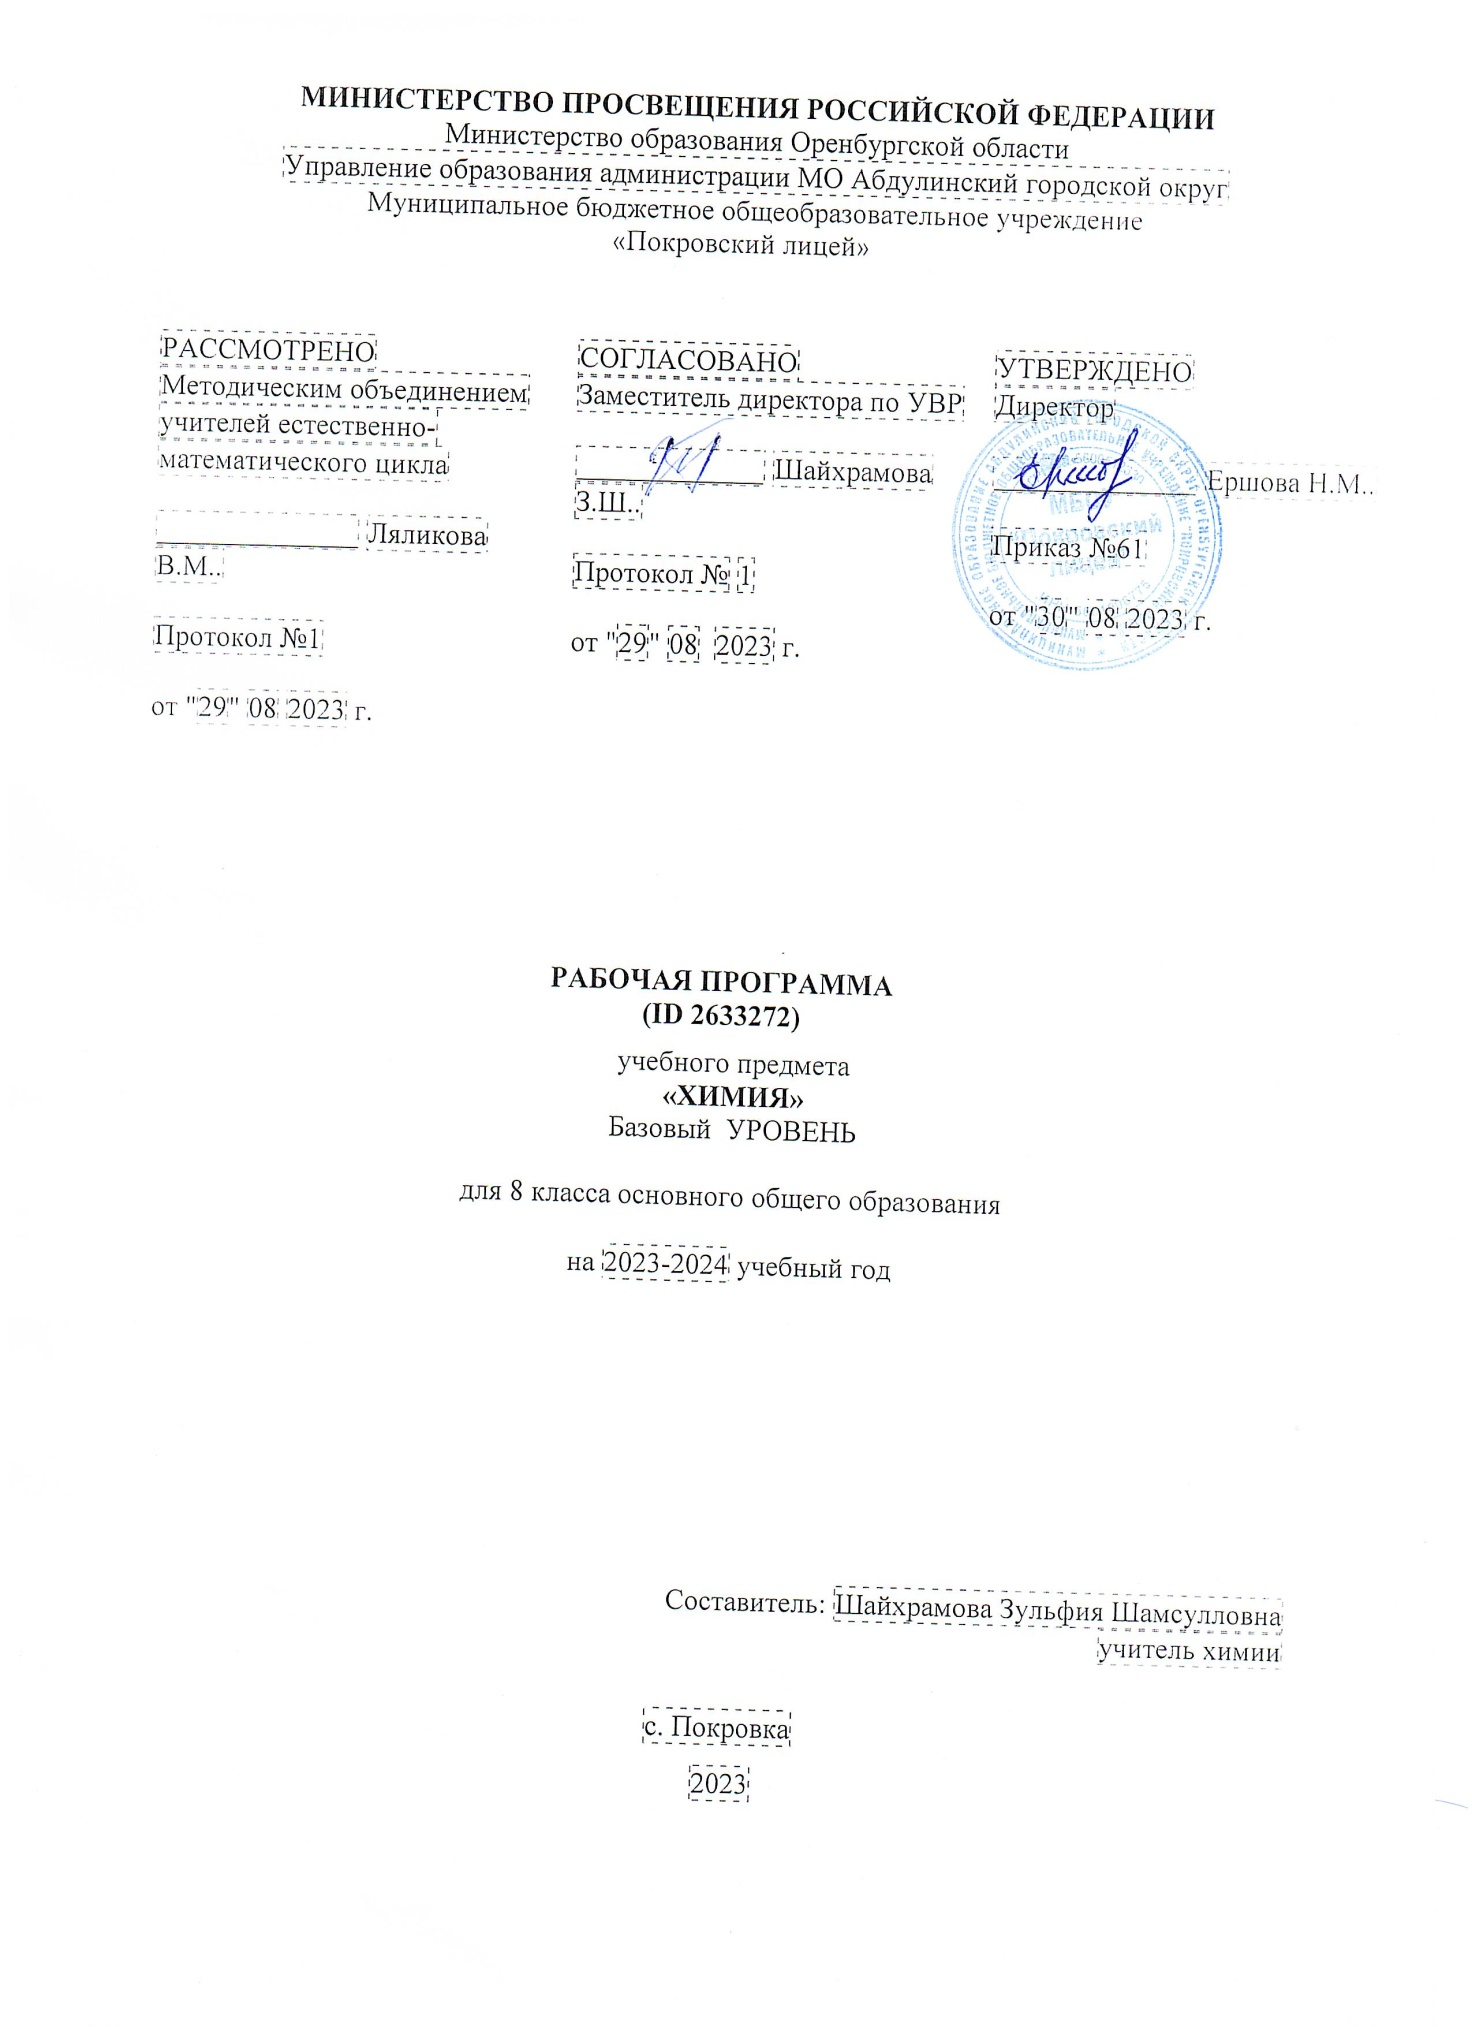 МИНИСТЕРСТВО ПРОСВЕЩЕНИЯ РОССИЙСКОЙ ФЕДЕРАЦИИ
Министерство образования Оренбургской области
Управление образования администрации МО Абдулинский городской округ
Муниципальное бюджетное общеобразовательное учреждение
«Покровский лицей»
РАССМОТРЕНО
Методическим объединением
учителей естественно-
математического цикла
______________ Ляликова
В.М..
Протокол №1
от "29" 08 2023 г.
СОГЛАСОВАНО
Заместитель директора по УВР
_____________ Шайхрамова
З.Ш..
Протокол № 1
от "29" 08 2023 г.
УТВЕРЖДЕНО
Директор
______________ Ершова Н.М..
Приказ №61
от "30" 08 2023 г.
РАБОЧАЯ ПРОГРАММА
(ID 2633272)
учебного предмета
«ХИМИЯ»
Базовый УРОВЕНЬ
для 8 класса основного общего образования
на 2023-2024 учебный год
Составитель: Шайхрамова Зульфия Шамсулловна
учитель химии
с. Покровка
2023